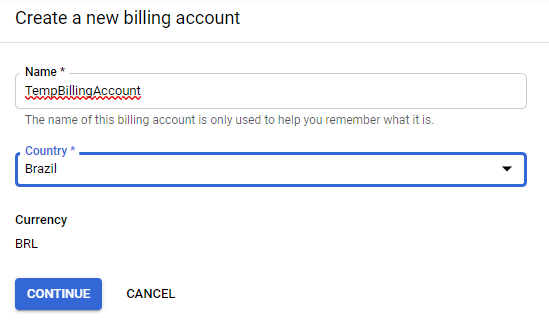 Create a new billing account
Name *
TempBillingAccount
The name of this billing account is only used to help you remember what it is.
Country *
Brazil
Currency
BRL
CONTINUE CANCEL